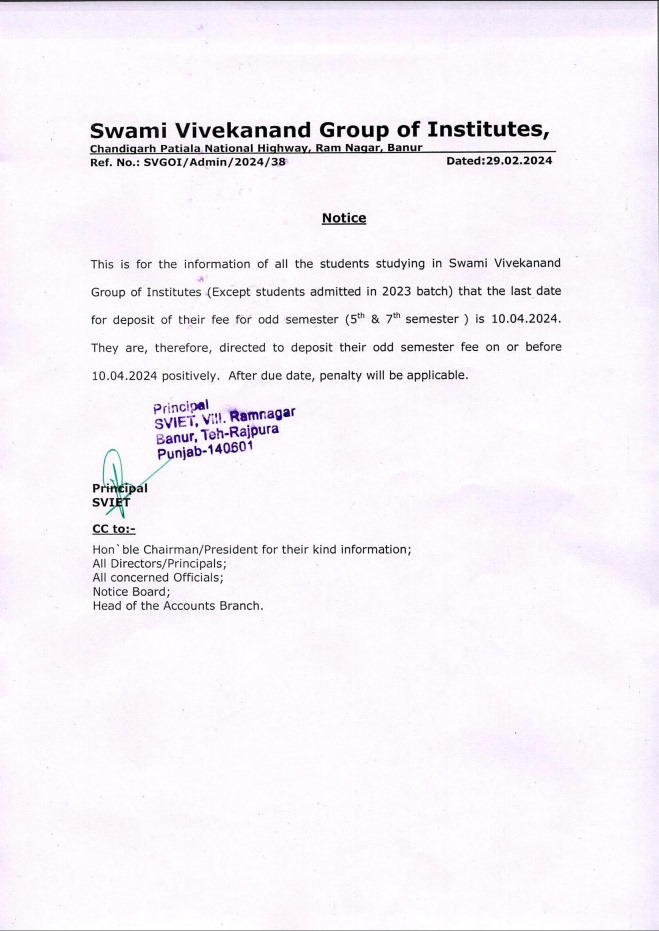 Swami Vivekanand Group of Institutes,
Chandigarh Patiala National Highway, Ram Nagar, Banur
Ref. No.: SVGOI/Admin/2024/38 Dated:29.02.2024
Notice
This is for the information of all the students studying in Swami Vivekanand
Group of Institutes (Except students admitted in 2023 batch) that the last date
for deposit of their fee for odd semester (5th & 7th semester ) is 10.04.2024.
They are, therefore, directed to deposit their odd semester fee on or before
10.04.2024 positively. After due date, penalty will be applicable.
Principal
SVIET, Vill. Ramnagar
Banur, Teh-Rajpura
Punjab-140601
Principal
SVIET
CC to:-
Hon`ble Chairman/President for their kind information;
All Directors/Principals;
All concerned Officials;
Notice Board;
Head of the Accounts Branch.